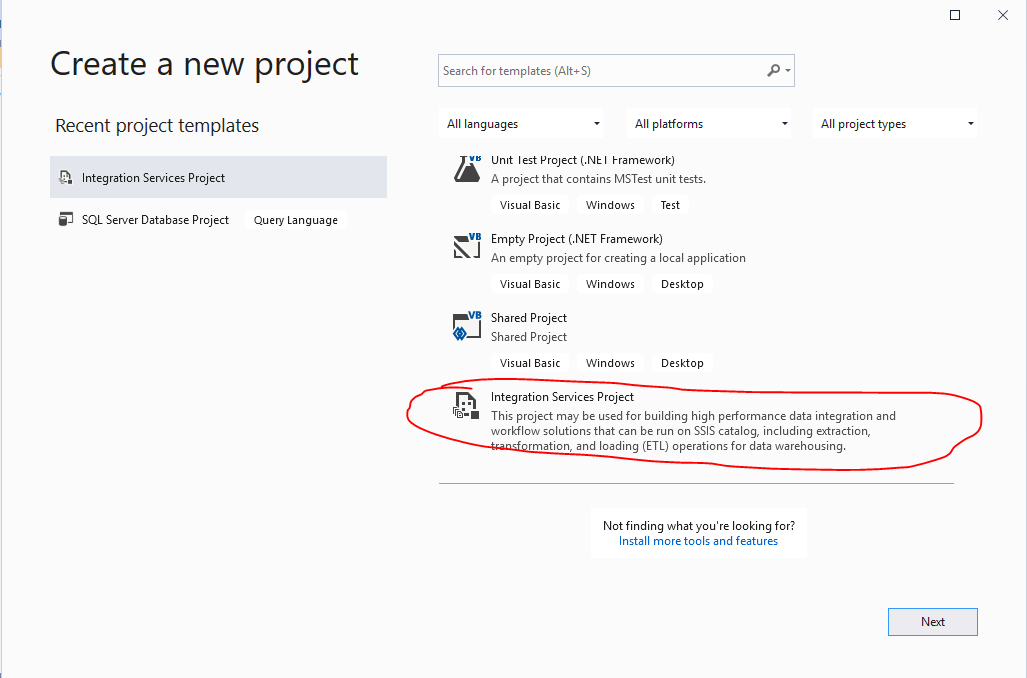 Create a new project
Search for templates (Alt+S)
Recent project templates
All languages
All platforms
All project types
Integration Services Project
SQL Server Database Project
Query Language
VB
Unit Test Project (.NET Framework)
A project that contains MSTest unit tests.
Visual Basic
Windows
Test
VB
Empty Project (.NET Framework)
An empty project for creating a local application
Visual Basic
Windows
Desktop
VB
Shared Project
Shared Project
Visual Basic
Windows
Desktop
Integration Services Project
This project may be used for building high performance data integration and
workflow solutions that can be run on SSIS catalog, including extraction,
transformation, and loading (ETL) operations for data warehousing.
Not finding what you're looking for?
Install more tools and features
Next